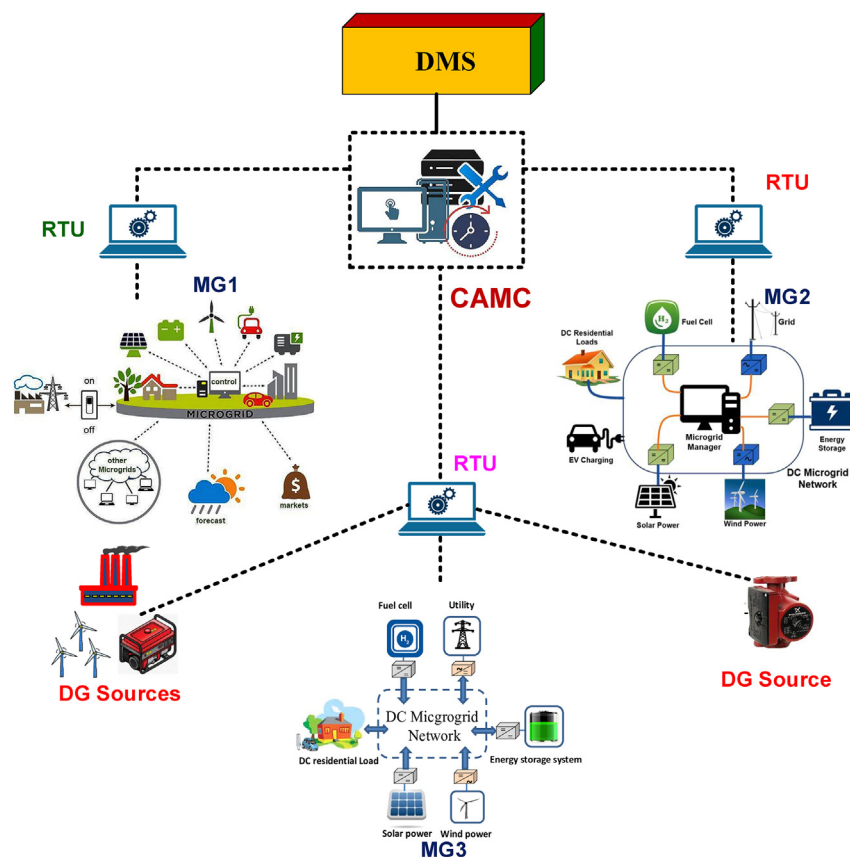 DMS
RTU
RTU
MG1
CAMC
MG2
Fuel Cell
Grid
DC Residential
Loads
on
control
MICROGRID
off
Microgrid
Manager
Energy
Storage
EV Charging
DC Microgrid
Network
other
Microgrids
RTU
forecast
markets
Solar Power
Wind Power
H2
$
DG Sources
DG Source
Fuel cell
Utility
H2
DC Micgrogrid
Network
DC residential Load
Energy storage system
Solar power
Wind power
MG3